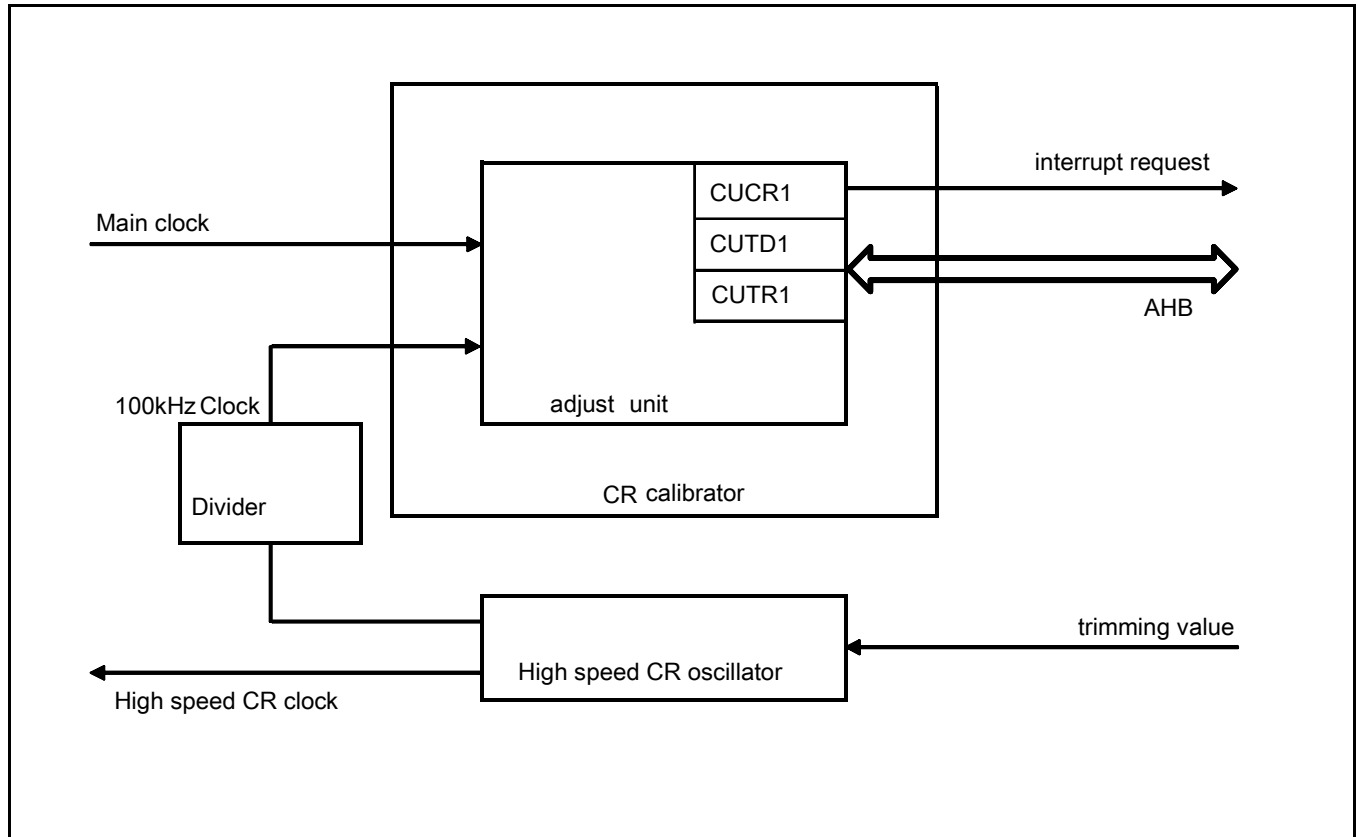 interrupt request
CUCR1
Main clock
CUTD1
CUTR1
AHB
100kHz Clock
adjust unit
Divider
CR calibrator
trimming value
High speed CR oscillator
High speed CR clock